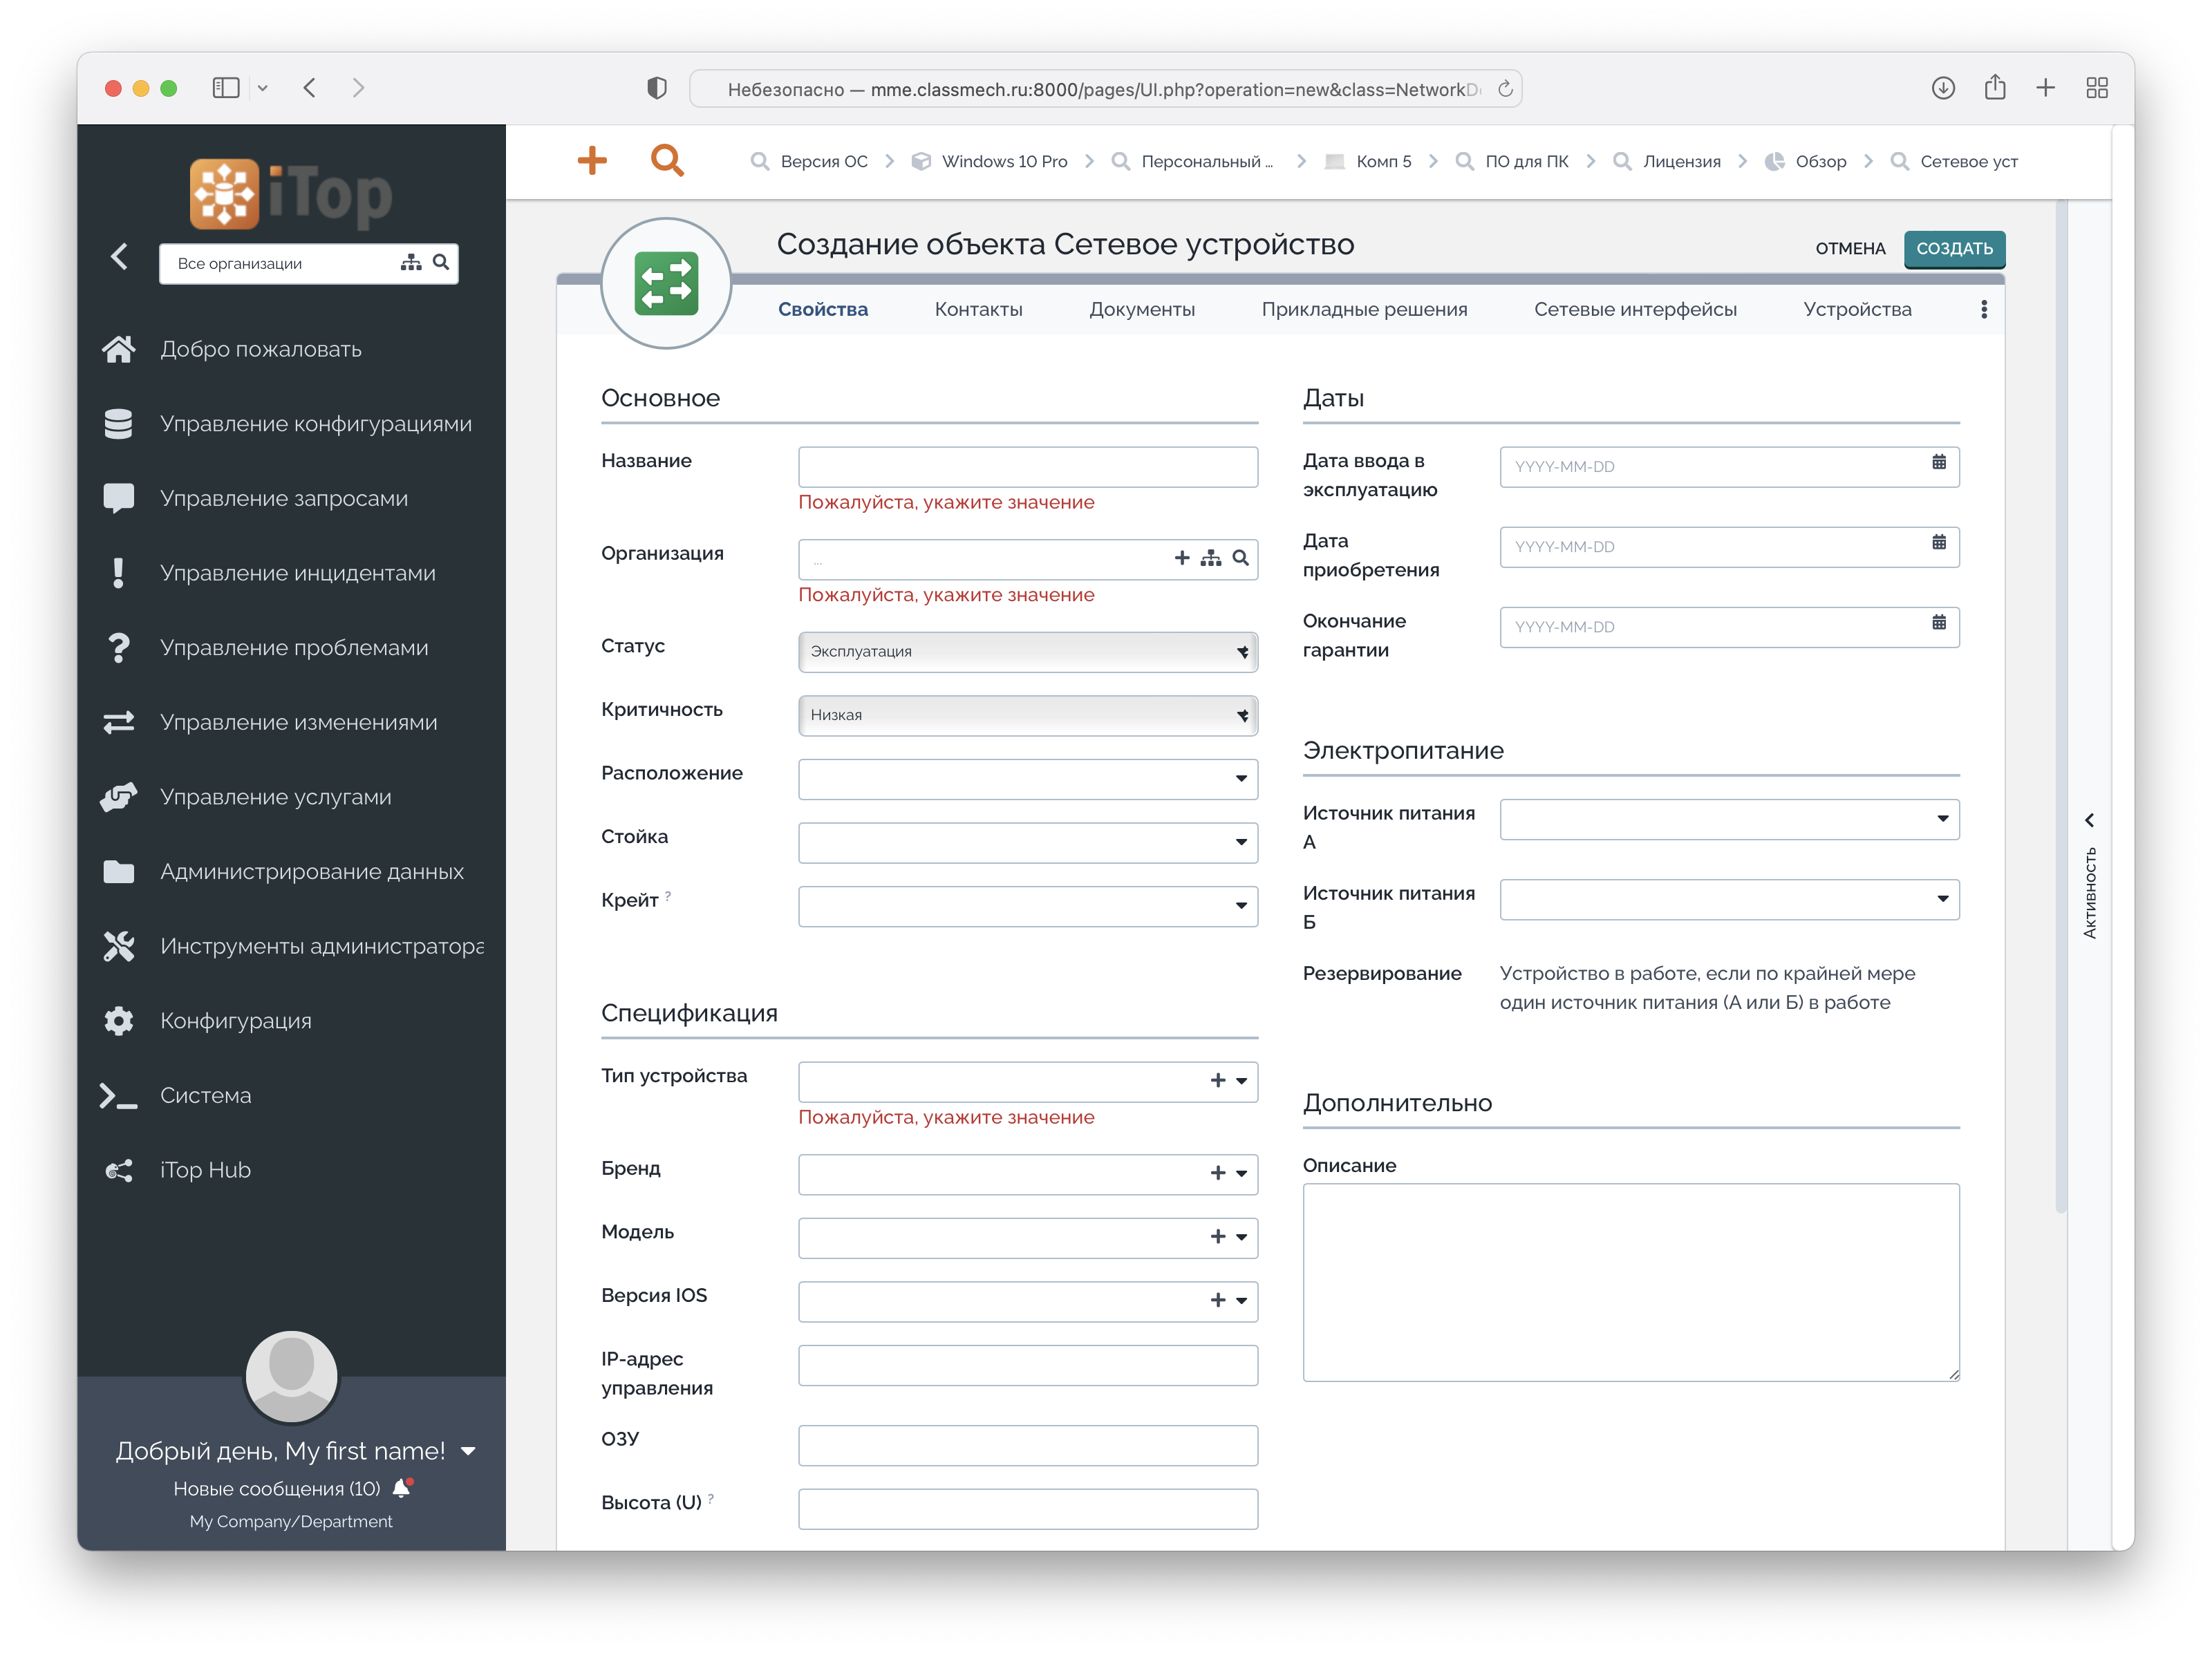 Небезопасно — mme.classmech.ru:8000/pages/UI.php?operation=new&class=NetworkD
iTop
Все организации
Добро пожаловать
Управление конфигурациями
Управление запросами
Управление инцидентами
Управление проблемами
Управление изменениями
Управление услугами
Администрирование данных
Инструменты администратора
Конфигурация
Система
iTop Hub
Добрый день, My first name!
Новые сообщения (10)
My Company/Department
Версия ОС
Windows 10 Pro
Персональный ...
Комп 5
ПО для ПК
Лицензия
Обзор
Сетевое уст
Создание объекта Сетевое устройство
ОТМЕНА
СОЗДАТЬ
Свойства
Контакты
Документы
Прикладные решения
Сетевые интерфейсы
Устройства
Основное
Название
Пожалуйста, укажите значение
Организация
...
Пожалуйста, укажите значение
Статус
Эксплуатация
Критичность
Низкая
Расположение
Стойка
Крейт ?
Спецификация
Тип устройства
Пожалуйста, укажите значение
Бренд
Модель
Версия IOS
IP-адрес
управления
ОЗУ
Высота (U) ?
Даты
Дата ввода в
эксплуатацию
YYYY-MM-DD
Дата
приобретения
YYYY-MM-DD
Окончание
гарантии
YYYY-MM-DD
Электропитание
Источник питания
А
Источник питания
Б
Резервирование
Устройство в работе, если по крайней мере
один источник питания (А или Б) в работе
Дополнительно
Описание
Активность